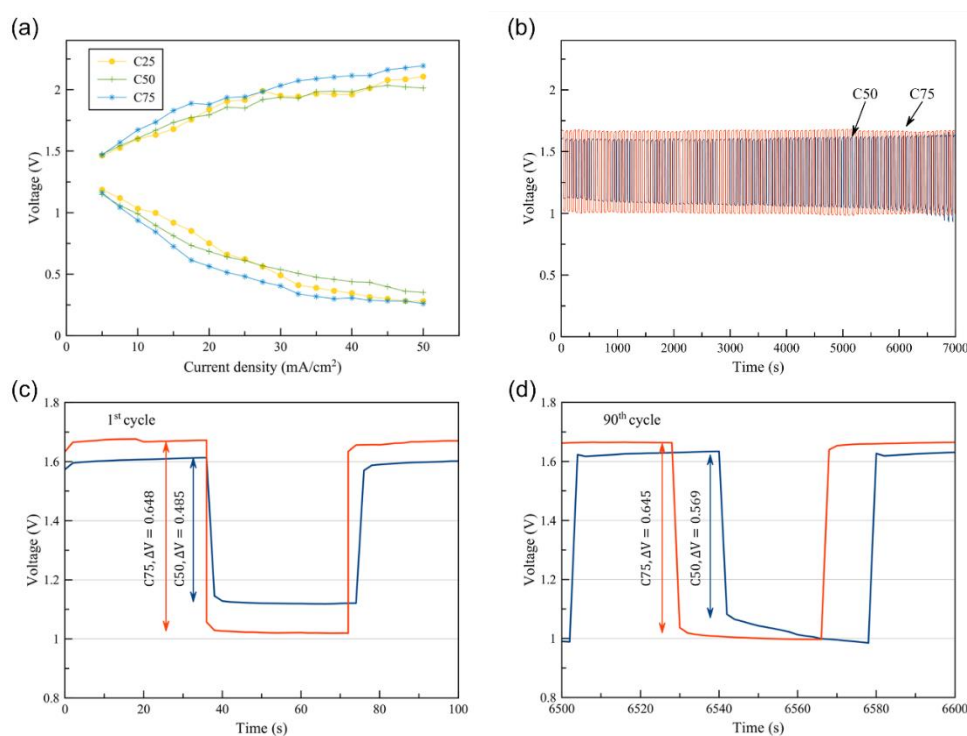 (a)
C25
C50
C75
2
1.5
1
0.5
0
Voltage (V)
0
10
20
30
40
50
Current density (mA/cm²)
(b)
C50
C75
2
1.5
1
0.5
0
Voltage (V)
0
1000
2000
3000
4000
5000
6000
7000
Time (s)
(c)
1st cycle
1.8
1.6
1.4
1.2
1
0.8
Voltage (V)
C75, ΔV = 0.648
C50, ΔV = 0.485
0
20
40
60
80
100
Time (s)
(d)
90th cycle
1.8
1.6
1.4
1.2
1
0.8
Voltage (V)
C75, ΔV = 0.645
C50, ΔV = 0.569
6500
6520
6540
6560
6580
6600
Time (s)